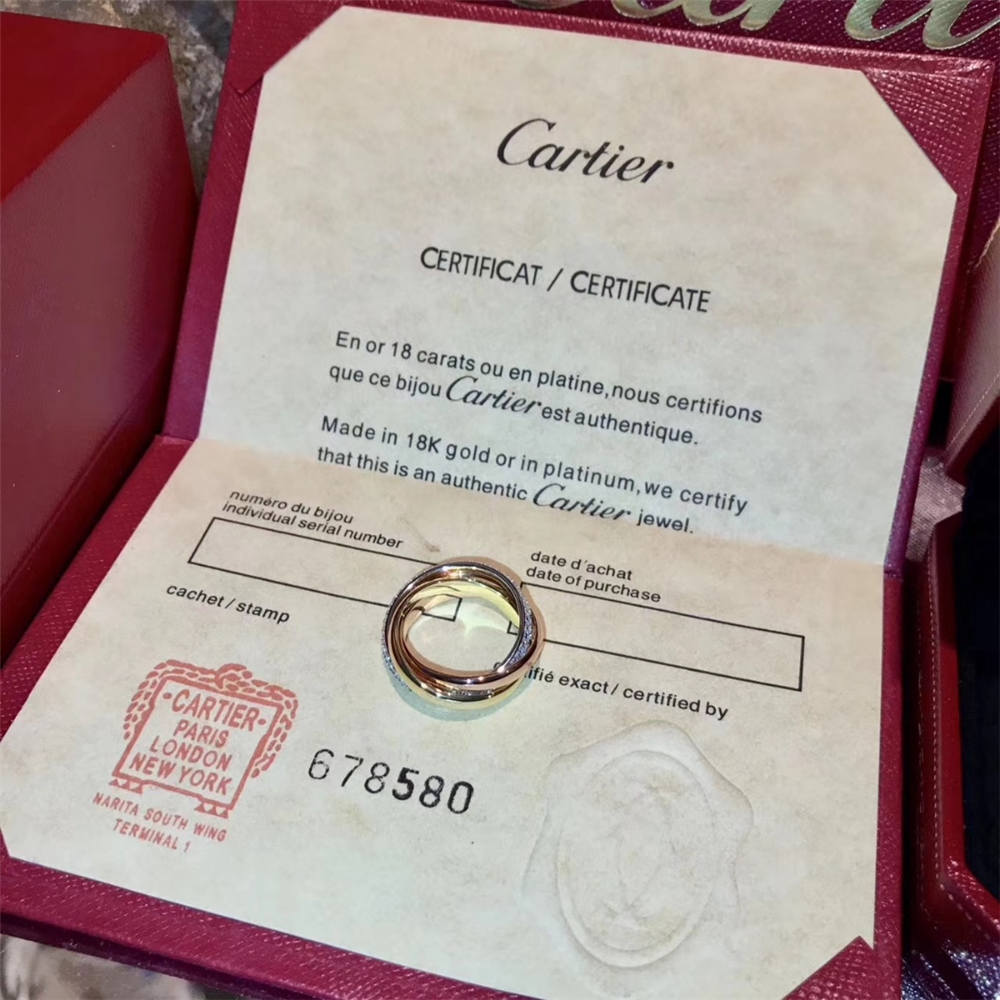 Cartier
CERTIFICAT / CERTIFICATE
En or 18 carats ou en platine,nous certifions
que ce bijou Cartier est authentique.
Made in 18K gold or in platinum,we certify
that this is an authentic Cartier jewel.
numéro du bijou
individual serial number
date d'achat
date of purchase
cachet / stamp
ifié exact / certified by
·CARTIER·
PARIS
LONDON
NEW YORK
NARITA SOUTH WING
TERMINAL 1
678580